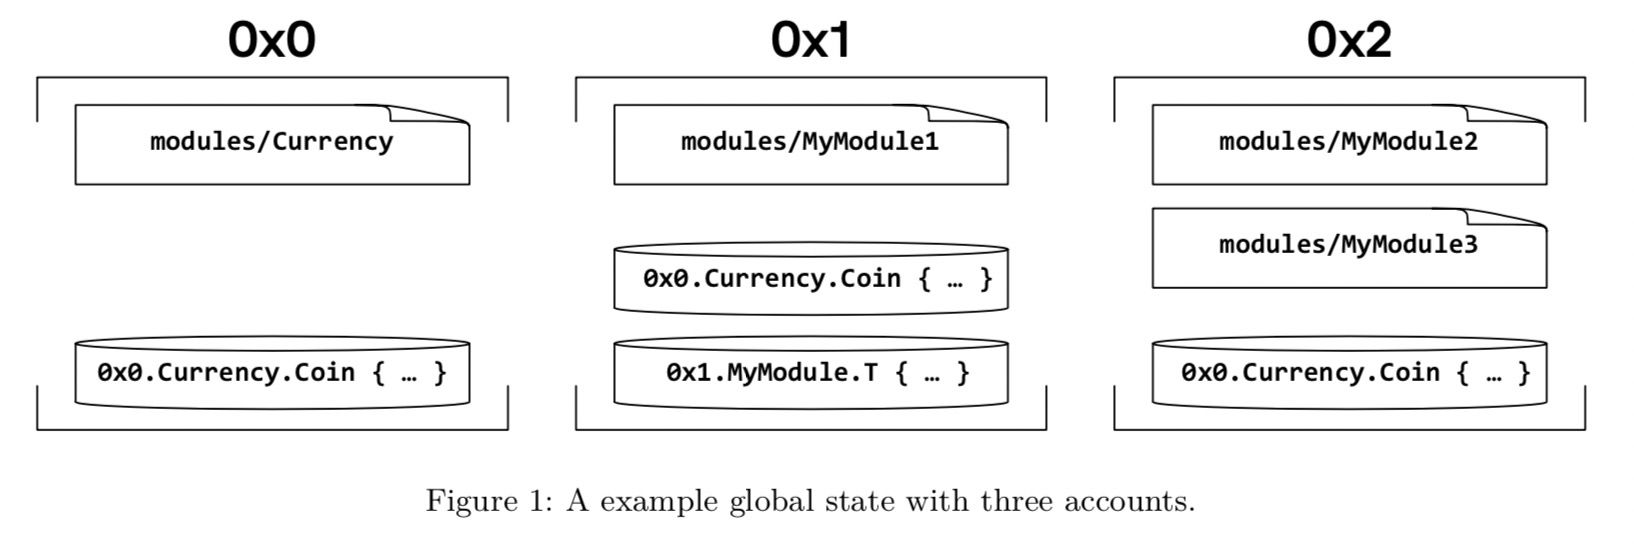 0x0
modules/Currency
0x0.Currency.Coin { … }
0x1
modules/MyModule1
0x0.Currency.Coin { … }
0x1.MyModule.T { … }
0x2
modules/MyModule2
modules/MyModule3
0x0.Currency.Coin { … }
Figure 1: A example global state with three accounts.